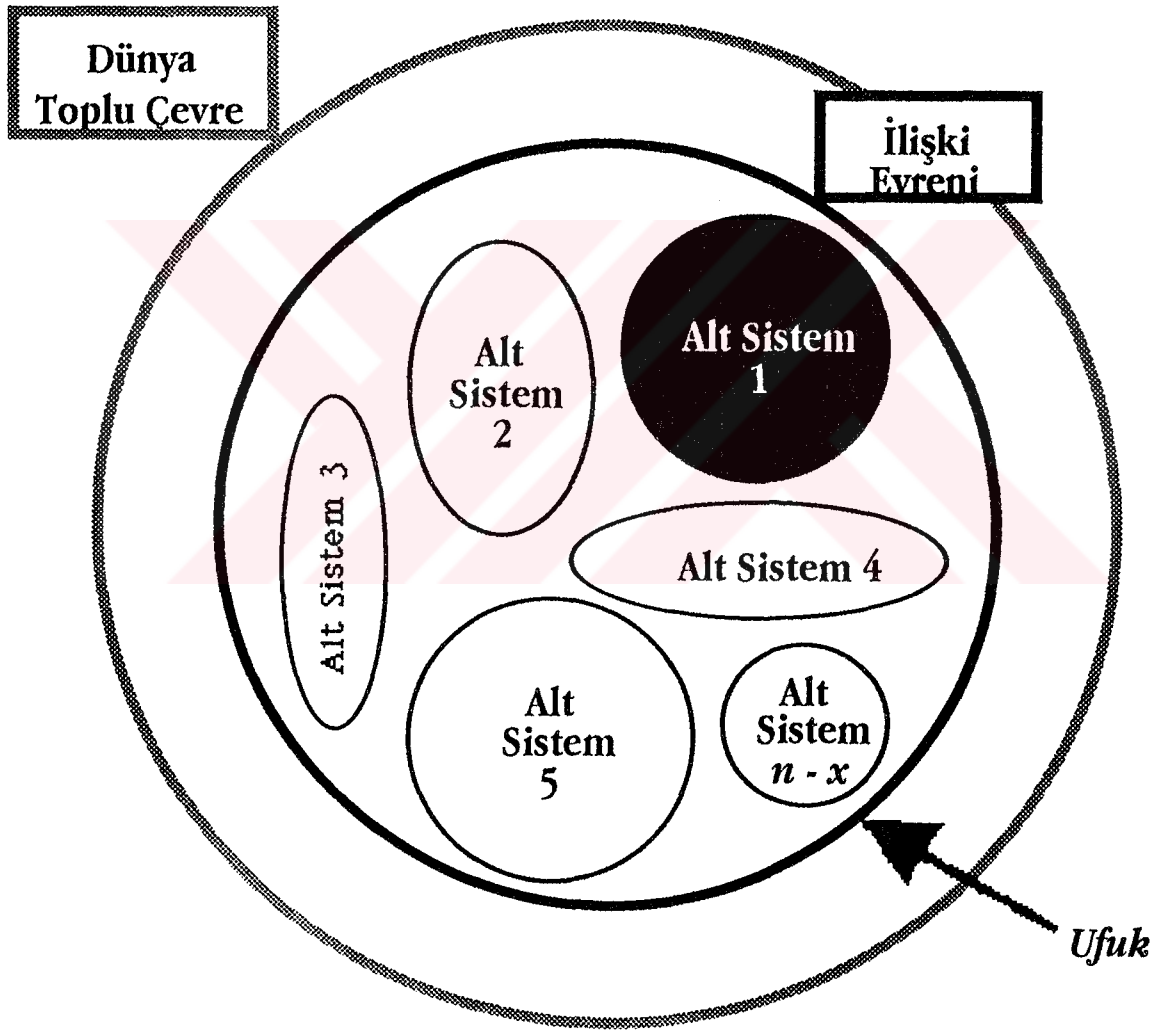 Dünya
Toplu Çevre
İlişki
Evreni
Alt Sistem
1
Alt
Sistem
2
Alt Sistem 3
Alt Sistem 4
Alt
Sistem
5
Alt
Sistem
n - x
Ufuk